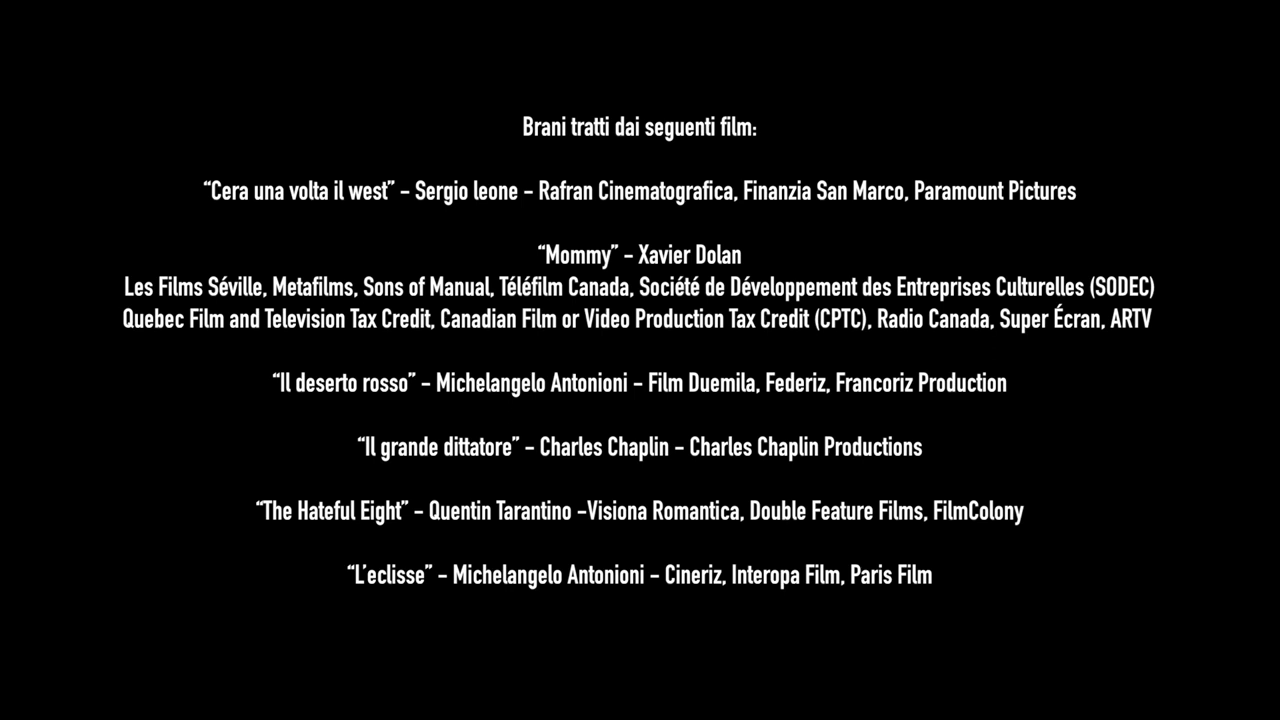 Brani tratti dai seguenti film:
“Cera una volta il west” - Sergio leone - Rafran Cinematografica, Finanzia San Marco, Paramount Pictures
“Mommy” - Xavier Dolan
Les Films Séville, Metafilms, Sons of Manual, Téléfilm Canada, Société de Développement des Entreprises Culturelles (SODEC)
Quebec Film and Television Tax Credit, Canadian Film or Video Production Tax Credit (CPTC), Radio Canada, Super Écran, ARTV
“Il deserto rosso” - Michelangelo Antonioni - Film Duemila, Federiz, Francoriz Production
“Il grande dittatore” - Charles Chaplin - Charles Chaplin Productions
“The Hateful Eight” - Quentin Tarantino -Visiona Romantica, Double Feature Films, FilmColony
“L’eclisse” - Michelangelo Antonioni - Cineriz, Interopa Film, Paris Film